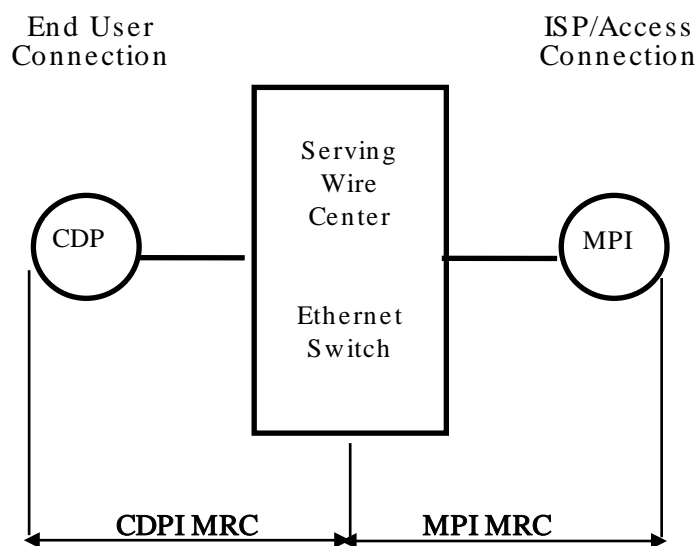 End User
Connection
ISP/Access
Connection
Serving
Wire
Center
CDP
MPI
Ethernet
Switch
CDPI MRC
MPI MRC